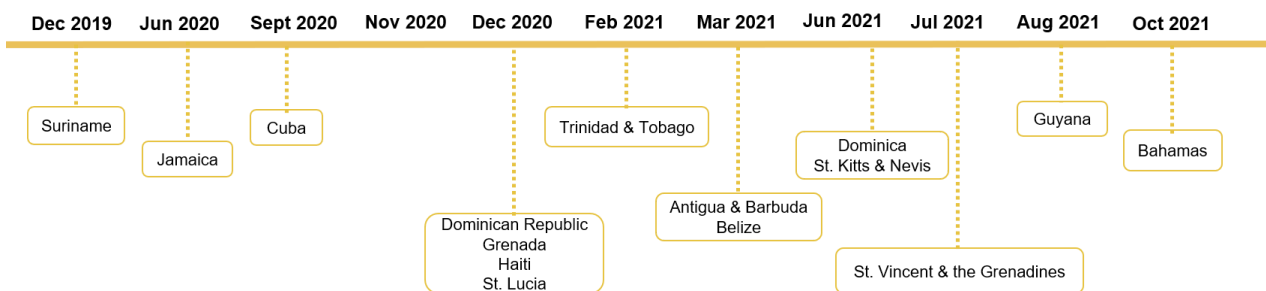 Dec 2019 Jun 2020 Sept 2020 Nov 2020 Dec 2020 Feb 2021 Mar 2021 Jun 2021 Jul 2021 Aug 2021 Oct 2021
Suriname
Jamaica
Cuba
Dominican Republic
Grenada
Haiti
St. Lucia
Trinidad & Tobago
Antigua & Barbuda
Belize
Dominica
St. Kitts & Nevis
St. Vincent & the Grenadines
Guyana
Bahamas